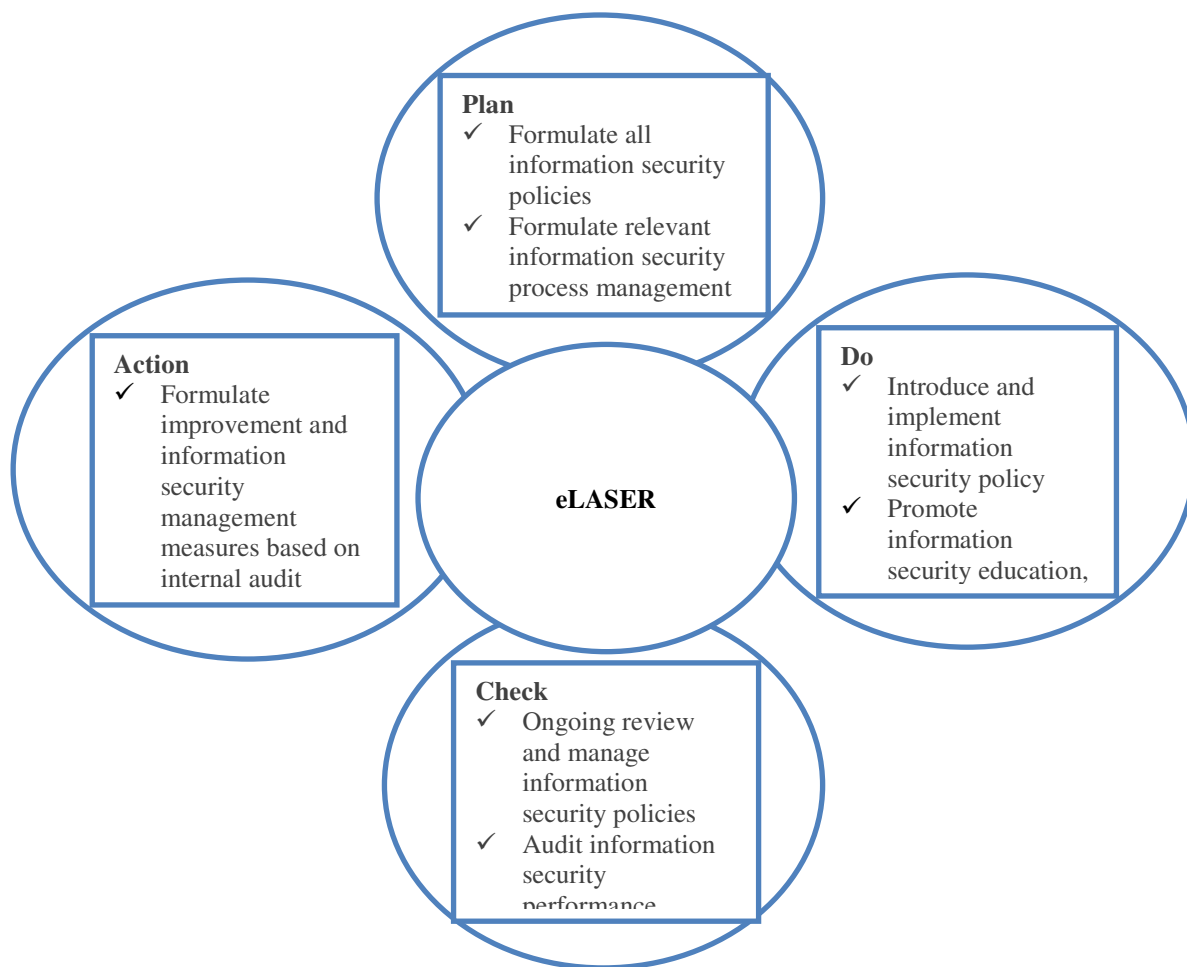 Plan
✓ Formulate all
information security
policies
✓ Formulate relevant
information security
process management
Action
✓ Formulate
improvement and
information
security
management
measures based on
internal audit
eLASER
Do
✓ Introduce and
implement
information
security policy
✓ Promote
information
security education,
Check
✓ Ongoing review
and manage
information
security policies
✓ Audit information
security
performance